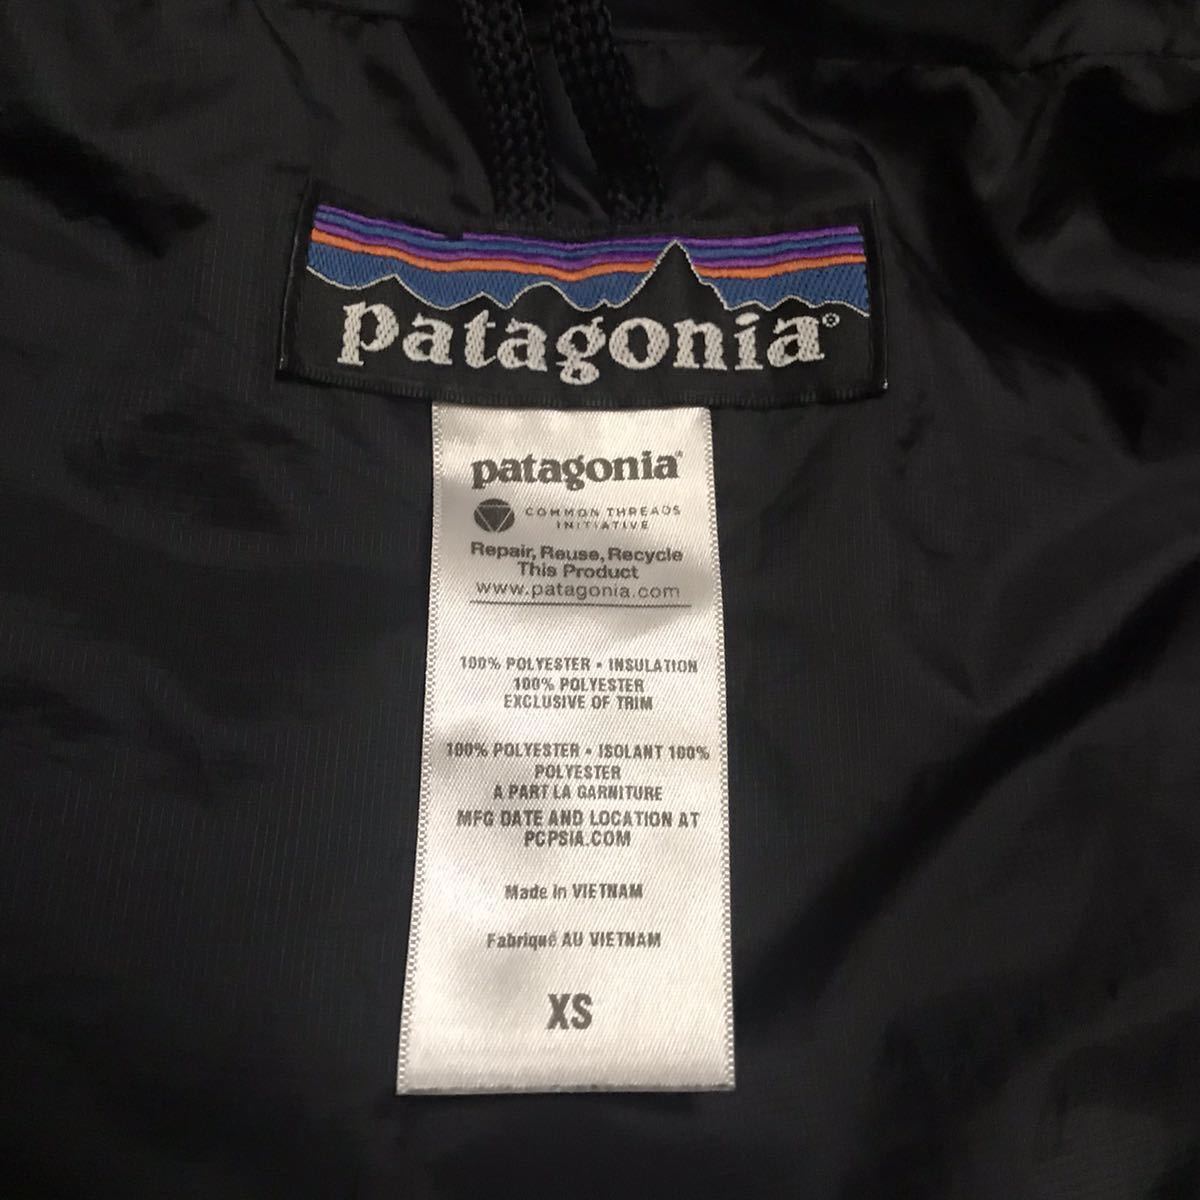 patagonia®
patagonia®
COMMON THREADS
INITIATIVE
Repair, Reuse, Recycle
This Product
www.patagonia.com
100% POLYESTER • INSULATION
100% POLYESTER
EXCLUSIVE OF TRIM
100% POLYESTER • ISOLANT 100%
POLYESTER
A PART LA GARNITURE
MFG DATE AND LOCATION AT
PCPSIA.COM
Made in VIETNAM
Fabriqué AU VIETNAM
XS